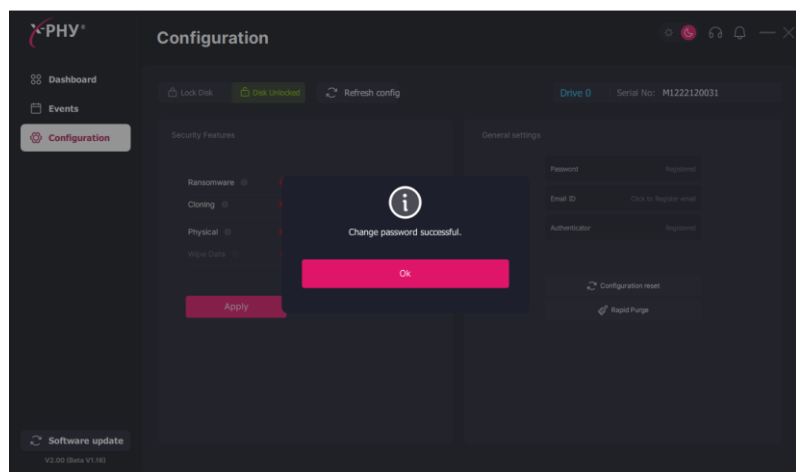 X-PHY®
Configuration
Dashboard
Events
Configuration
Lock Disk
Disk Unlocked
Refresh config
Drive 0
Serial No: M1222120031
Security Features
General settings
Ransomware
Cloning
Physical
Wipe Data
Apply
Password Registered
Email ID Click to Register email
Authenticator Registered
Configuration reset
Rapid Purge
Change password successful.
Ok
Software update
V2.00 (Beta V1.16)